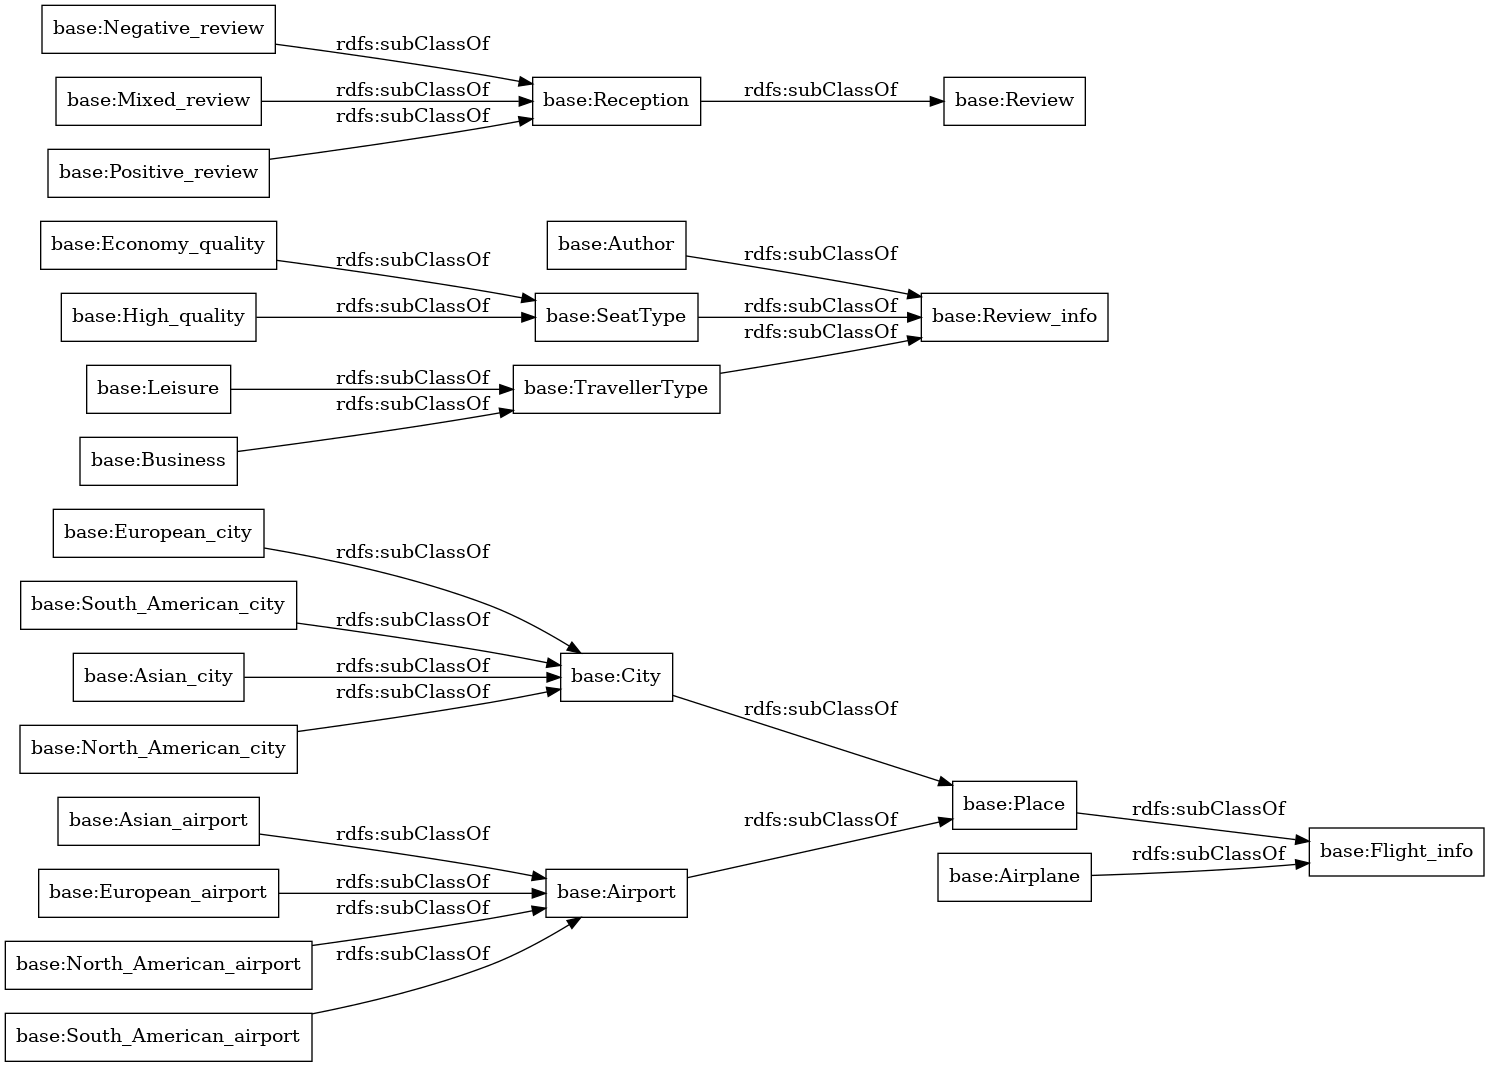 base:Negative_review
rdfs:subClassOf
base:Mixed_review
rdfs:subClassOf
base:Reception
rdfs:subClassOf
base:Review
rdfs:subClassOf
base:Positive_review
base:Economy_quality
rdfs:subClassOf
base:Author
rdfs:subClassOf
base:High_quality
rdfs:subClassOf
base:SeatType
rdfs:subClassOf
base:Review_info
rdfs:subClassOf
base:Leisure
rdfs:subClassOf
base:TravellerType
rdfs:subClassOf
base:Business
base:European_city
rdfs:subClassOf
base:South_American_city
rdfs:subClassOf
base:Asian_city
rdfs:subClassOf
base:City
rdfs:subClassOf
rdfs:subClassOf
base:North_American_city
base:Place
rdfs:subClassOf
base:Asian_airport
rdfs:subClassOf
rdfs:subClassOf
base:Flight_info
rdfs:subClassOf
base:Airplane
base:European_airport
rdfs:subClassOf
base:Airport
rdfs:subClassOf
base:North_American_airport
rdfs:subClassOf
base:South_American_airport